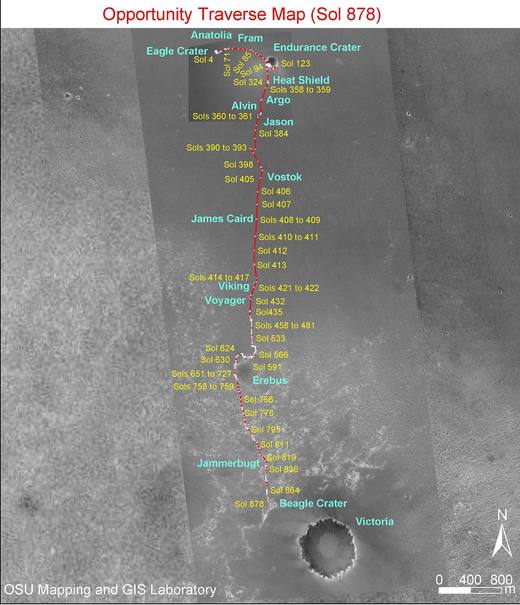 Opportunity Traverse Map (Sol 878)
Anatolia
Fram
Eagle Crater
Endurance Crater
Sol 4
Sol 71
Sol 85
Sol 94
Sol 123
Sol 324
Heat Shield
Sols 358 to 359
Argo
Alvin
Sols 360 to 361
Jason
Sol 384
Sols 390 to 393
Sol 398
Vostok
Sol 405
Sol 406
Sol 407
James Caird
Sols 408 to 409
Sols 410 to 411
Sol 412
Sol 413
Sols 414 to 417
Viking
Sols 421 to 422
Voyager
Sol 432
Sol435
Sols 458 to 481
Sol 533
Sol 624
Sol 566
Sol 630
Sol 591
Sols 651 to 727
Erebus
Sols 758 to 759
Sol 766
Sol 778
Sol 795
Sol 811
Sol 819
Jammerbugt
Sol 836
Sol 864
Sol 878
Beagle Crater
Victoria
N
0 400 800
m
OSU Mapping and GIS Laboratory